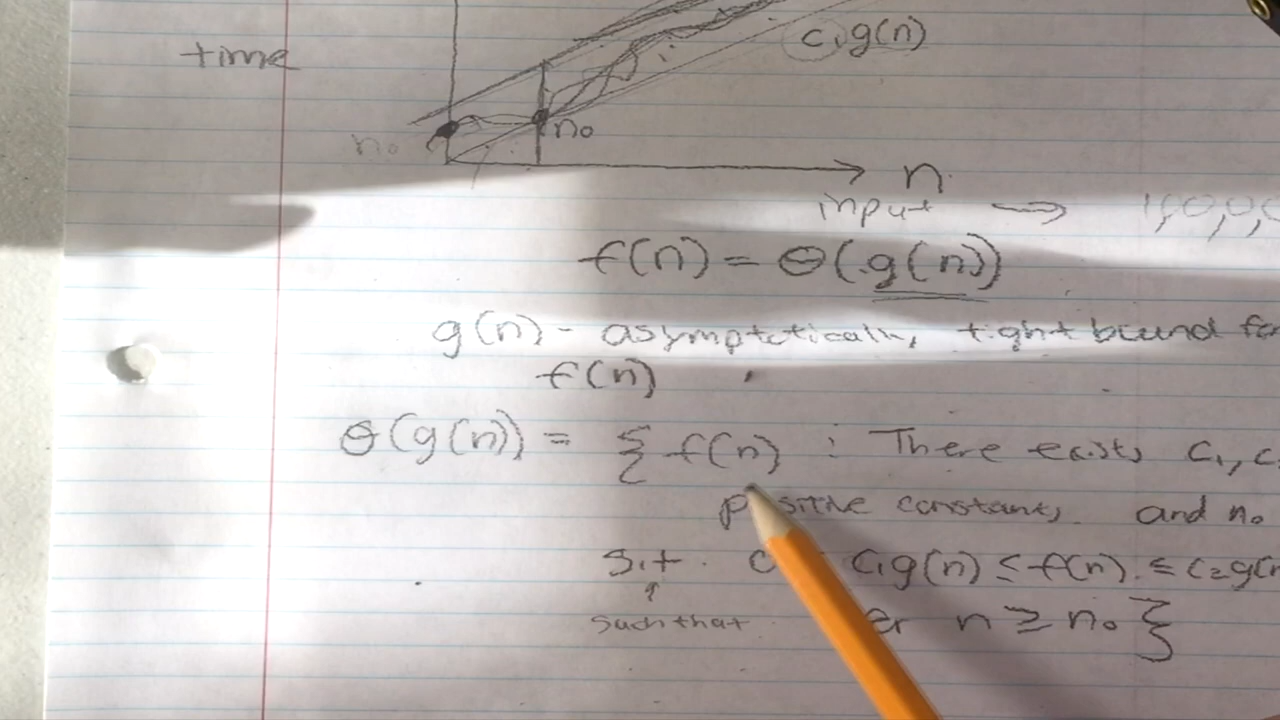 time
c₁g(n)
n₀
n₀
n
input →
f(n) = Θ(g(n))
g(n) - asymptotically tight bound for
f(n)
Θ(g(n)) = { f(n) : There exists c₁, c
positive constants. and n₀
s.t. c₁g(n) ≤ f(n) ≤ c₂g(n
such that n ≥ n₀ }